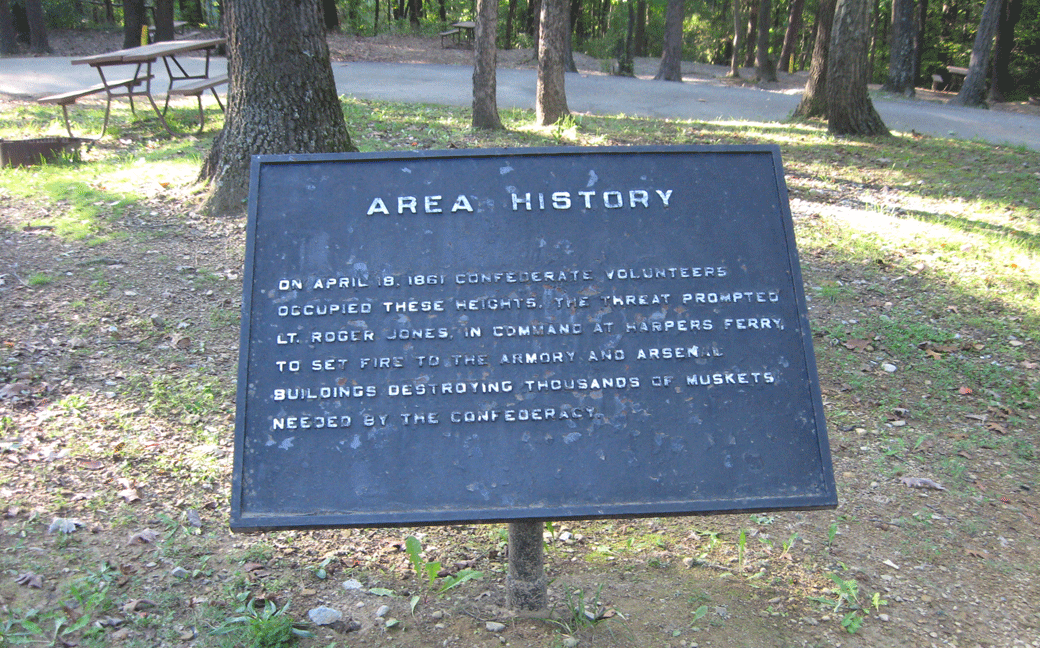 AREA HISTORY
ON APRIL 18, 1861 CONFEDERATE VOLUNTEERS
OCCUPIED THESE HEIGHTS. THE THREAT PROMPTED
LT. ROGER JONES, IN COMMAND AT HARPERS FERRY,
TO SET FIRE TO THE ARMORY AND ARSENAL
BUILDINGS DESTROYING THOUSANDS OF MUSKETS
NEEDED BY THE CONFEDERACY.